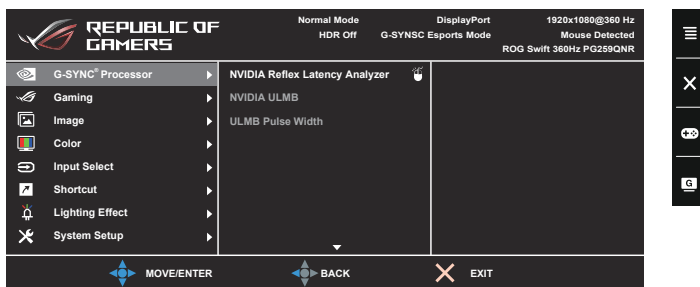 REPUBLIC OF
GAMERS
Normal Mode DisplayPort 1920x1080@360 Hz
HDR Off G-SYNSC Esports Mode Mouse Detected
ROG Swift 360Hz PG259QNR
G-SYNC® Processor NVIDIA Reflex Latency Analyzer
Gaming NVIDIA ULMB
Image ULMB Pulse Width
Color
Input Select
Shortcut
Lighting Effect
System Setup
MOVE/ENTER BACK EXIT
G